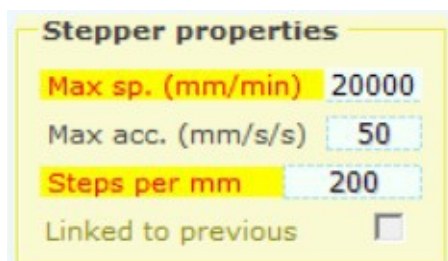 Stepper properties
Max sp. (mm/min) 20000
Max acc. (mm/s/s) 50
Steps per mm 200
Linked to previous